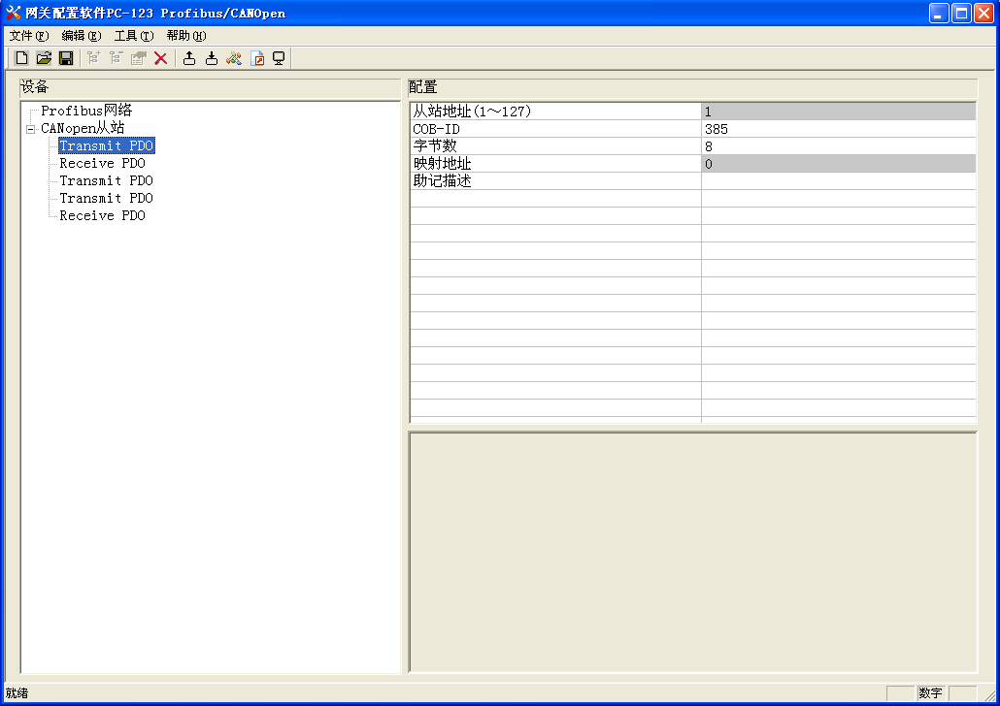 网关配置软件PC-123 Profibus/CANOpen
文件(F) 编辑(E) 工具(T) 帮助(H)
设备
Profibus网络
CANopen从站
Transmit PDO
Receive PDO
Transmit PDO
Transmit PDO
Receive PDO
配置
从站地址(1～127) 1
COB-ID 385
字节数 8
映射地址 0
助记描述
就绪 数字